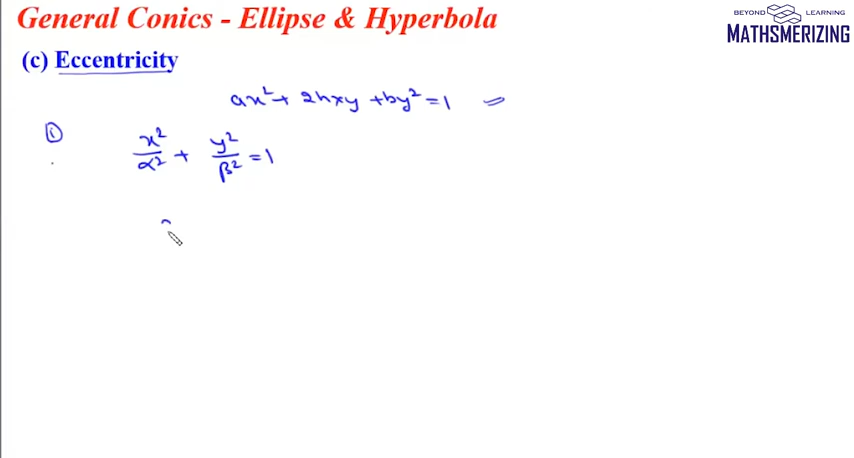 General Conics - Ellipse & Hyperbola
BEYOND LEARNING
MATHSMERIZING
(c) Eccentricity
ax² + 2hxy + by² = 1
① x²/α² + y²/β² = 1